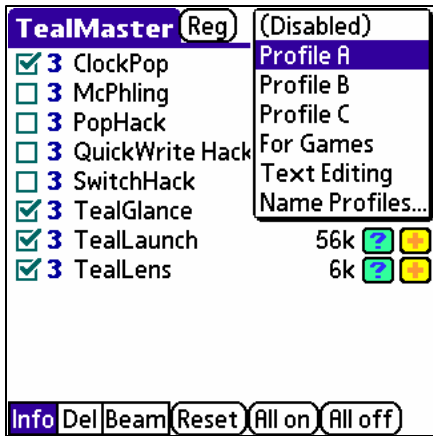 TealMaster Reg
(Disabled)
Profile A
Profile B
Profile C
For Games
Text Editing
Name Profiles...
3 ClockPop
3 McPhling
3 PopHack
3 QuickWrite Hack
3 SwitchHack
3 TealGlance
3 TealLaunch 56k ? +
3 TealLens 6k ? +
Info Del Beam Reset All on All off